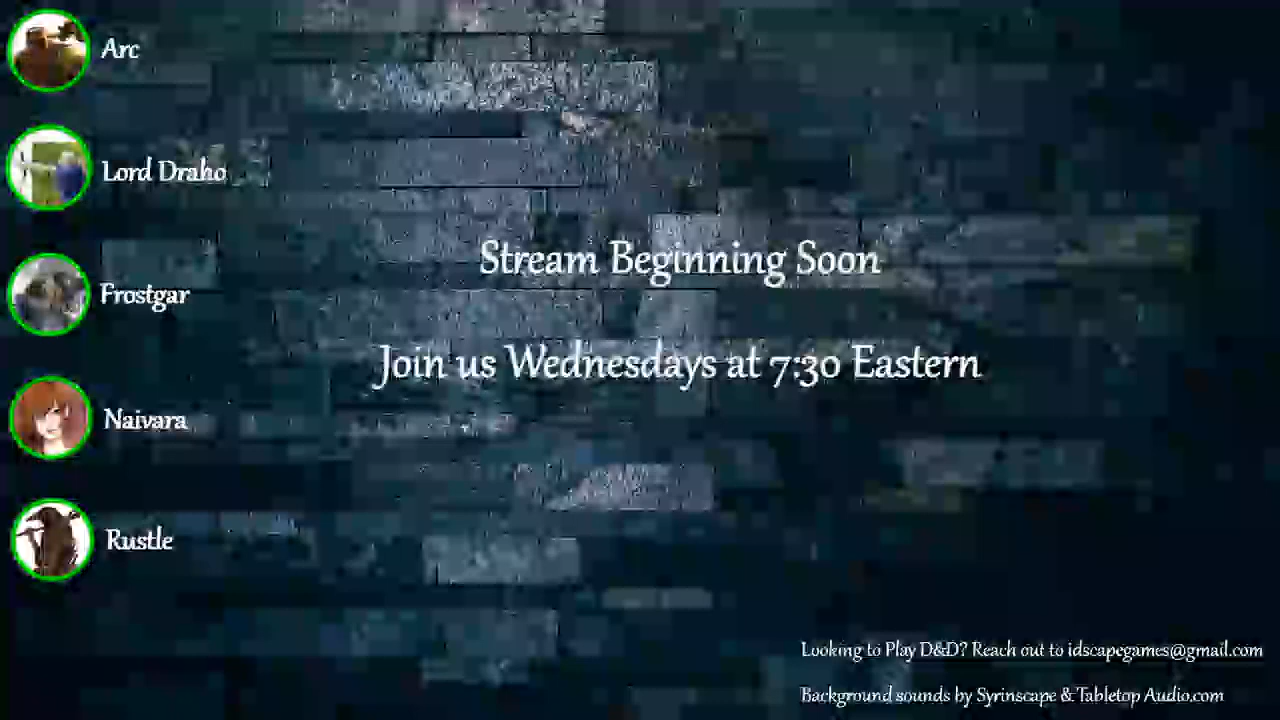 Arc
Lord Draho
Frostgar
Naivara
Rustle
Stream Beginning Soon
Join us Wednesdays at 7:30 Eastern
Looking to Play D&D? Reach out to idscapegames@gmail.com
Background sounds by Syrinscape & Tabletop Audio.com